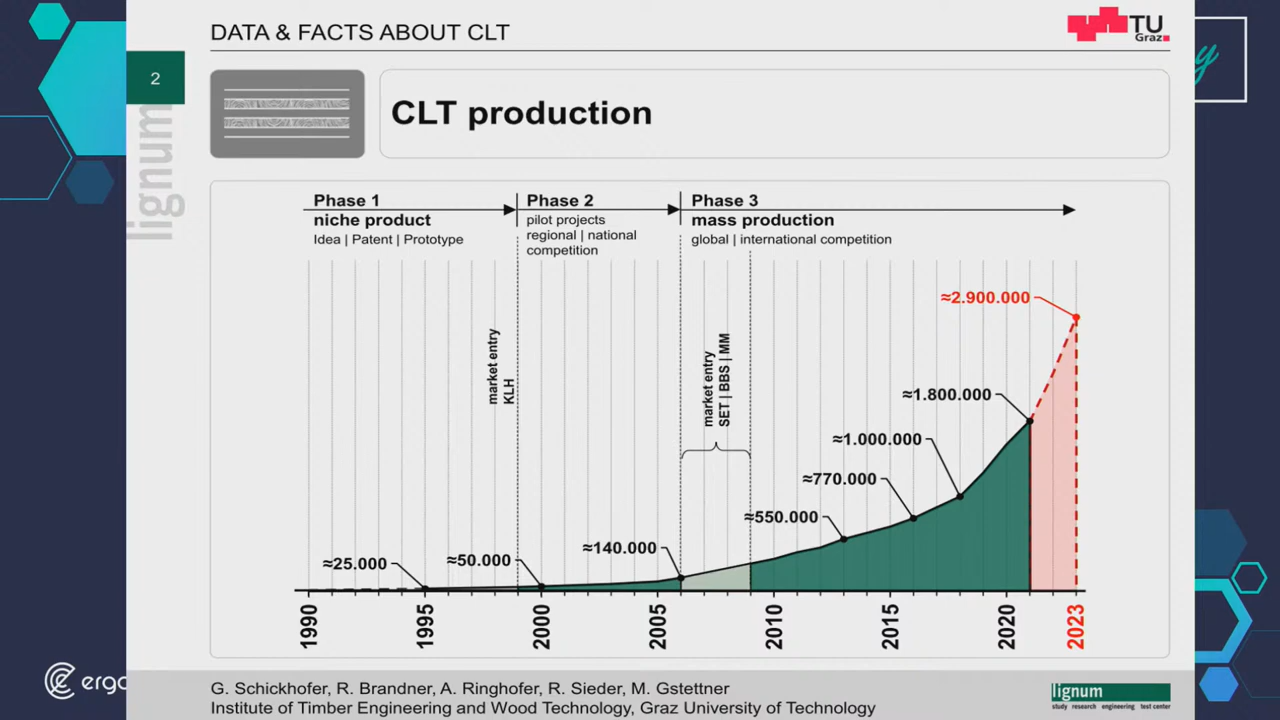 DATA & FACTS ABOUT CLT
TU
Graz
2
lignum
CLT production
Phase 1
niche product
Idea | Patent | Prototype
Phase 2
pilot projects
regional | national
competition
Phase 3
mass production
global | international competition
market entry
KLH
market entry
SET | BBS | MM
≈25.000
≈50.000
≈140.000
≈550.000
≈770.000
≈1.000.000
≈1.800.000
≈2.900.000
1990
1995
2000
2005
2010
2015
2020
2023
G. Schickhofer, R. Brandner, A. Ringhofer, R. Sieder, M. Gstettner
Institute of Timber Engineering and Wood Technology, Graz University of Technology
lignum
study research engineering test center
ergo
y